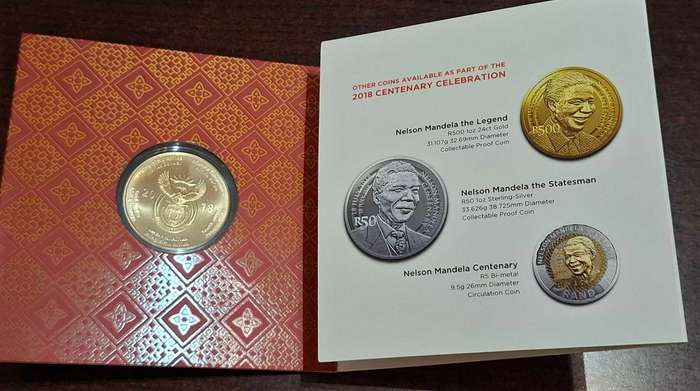 20
18
OTHER COINS AVAILABLE AS PART OF THE
2018 CENTENARY CELEBRATION
Nelson Mandela the Legend
R500 1oz 24ct Gold
31.107g 32.69mm Diameter
Collectable Proof Coin
R500
Nelson Mandela the Statesman
R50 1oz Sterling-Silver
33.626g 38.725mm Diameter
Collectable Proof Coin
R50
Nelson Mandela Centenary
R5 Bi-metal
9.5g 26mm Diameter
Circulation Coin
NELSON MANDELA
RAND